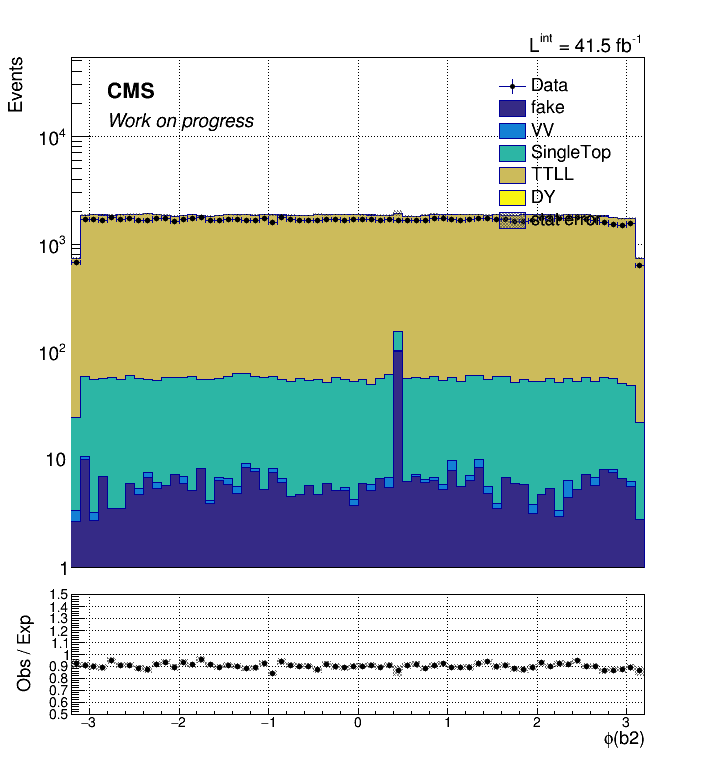 L^int = 41.5 fb^-1
Events
CMS
Work on progress
Data
fake
VV
SingleTop
TTLL
DY
stat error
10^4
10^3
10^2
10
1
Obs / Exp
1.5
1.4
1.3
1.2
1.1
1
0.9
0.8
0.7
0.6
0.5
−3 −2 −1 0 1 2 3
ϕ(b2)